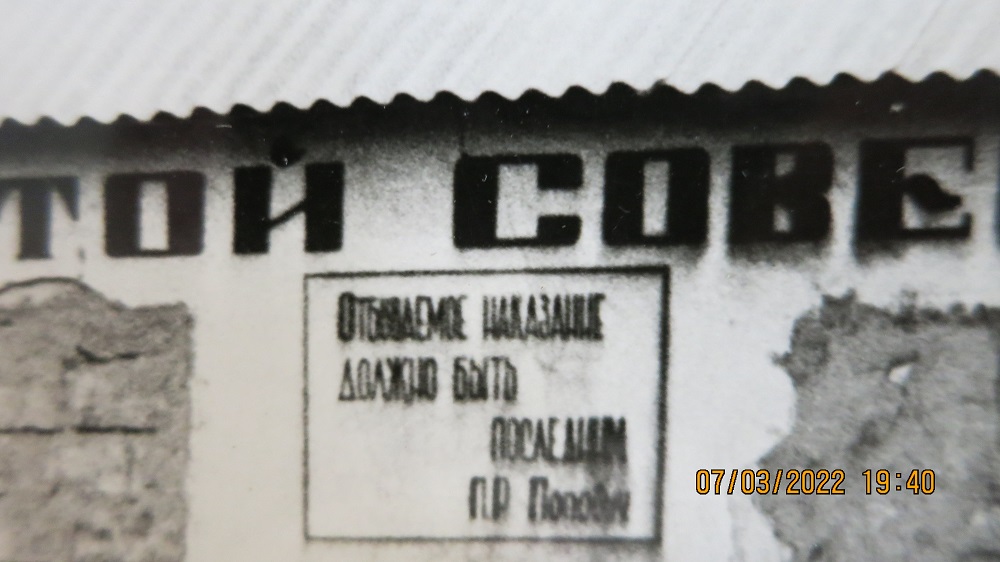 ТОЙ СОВЕ
Отбываемое наказание
должно быть
последним
П.Р.
07/03/2022 19:40